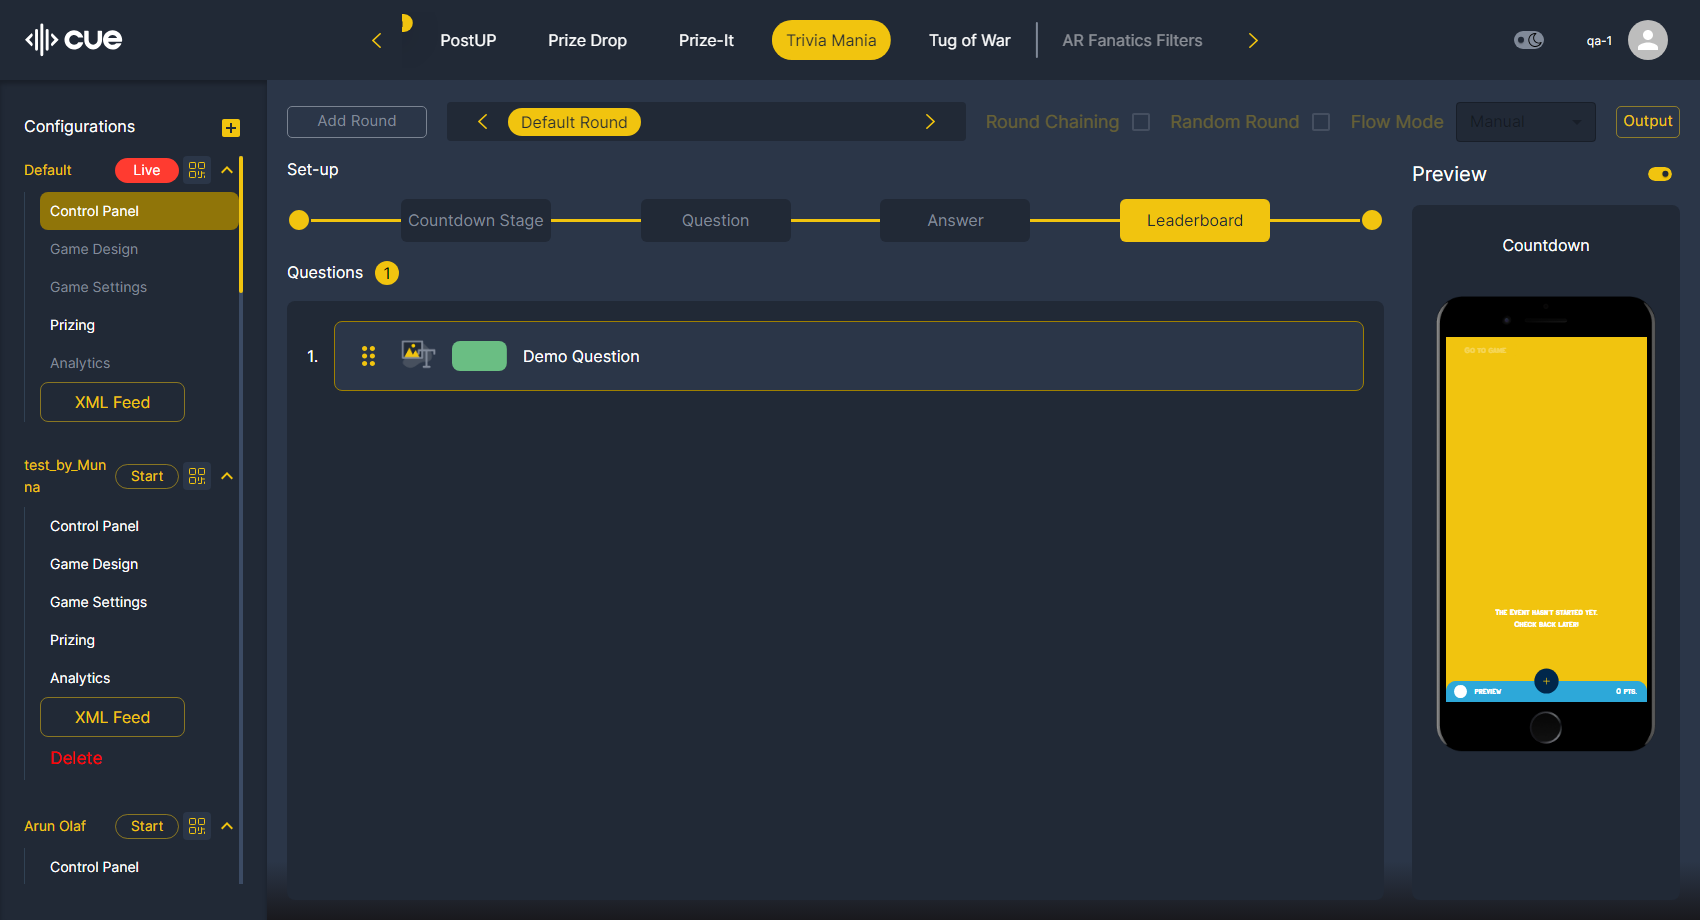 cue
PostUP
Prize Drop
Prize-It
Trivia Mania
Tug of War
AR Fanatics Filters
qa-1
Configurations
Default
Live
Control Panel
Game Design
Game Settings
Prizing
Analytics
XML Feed
test_by_Mun
na
Start
Control Panel
Game Design
Game Settings
Prizing
Analytics
XML Feed
Delete
Arun Olaf
Start
Control Panel
Add Round
Default Round
Round Chaining
Random Round
Flow Mode
Manual
Output
Set-up
Countdown Stage
Question
Answer
Leaderboard
Questions 1
1.
Demo Question
Preview
Countdown
GO TO GAME
The Event hasn't started yet.
Check back later!
PREVIEW
0 PTS.